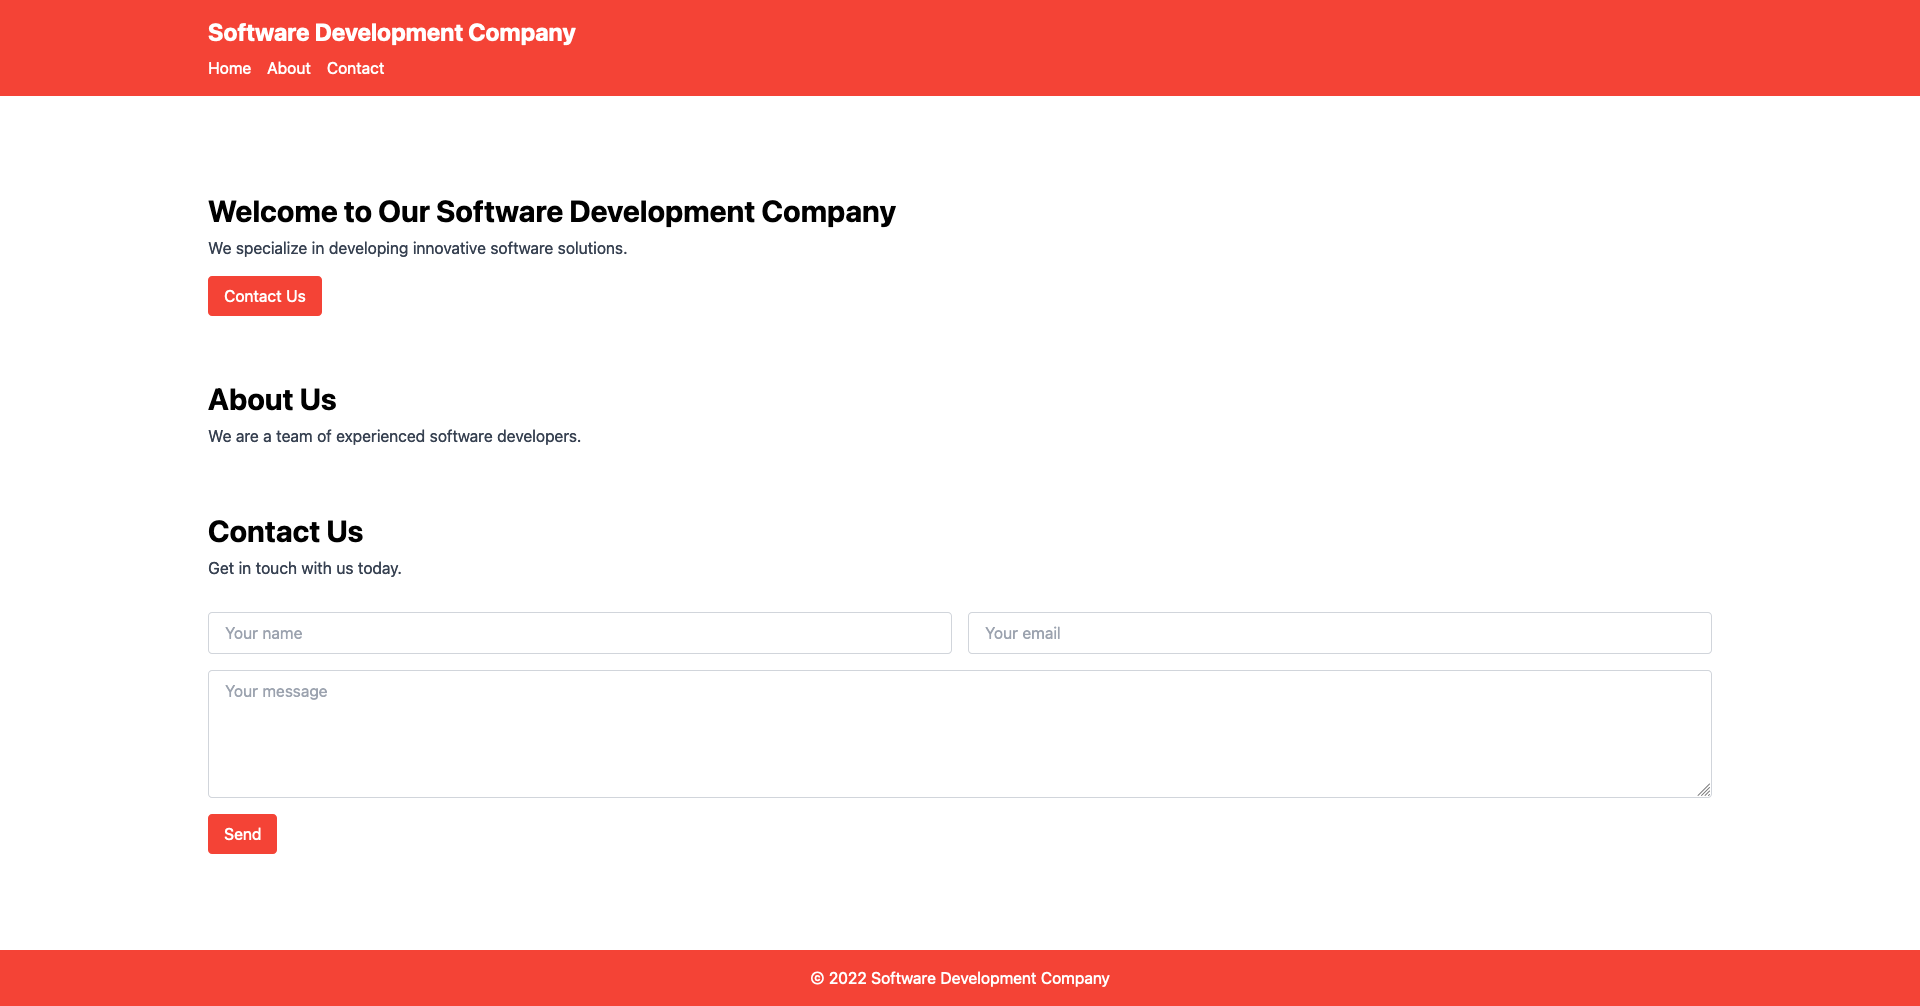 Software Development Company
Home About Contact
Welcome to Our Software Development Company
We specialize in developing innovative software solutions.
Contact Us
About Us
We are a team of experienced software developers.
Contact Us
Get in touch with us today.
Your name Your email
Your message
Send
© 2022 Software Development Company